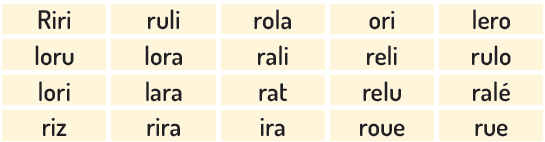 Riri ruli rola ori lero
loru lora rali reli rulo
lori lara rat relu ralé
riz rira ira roue rue